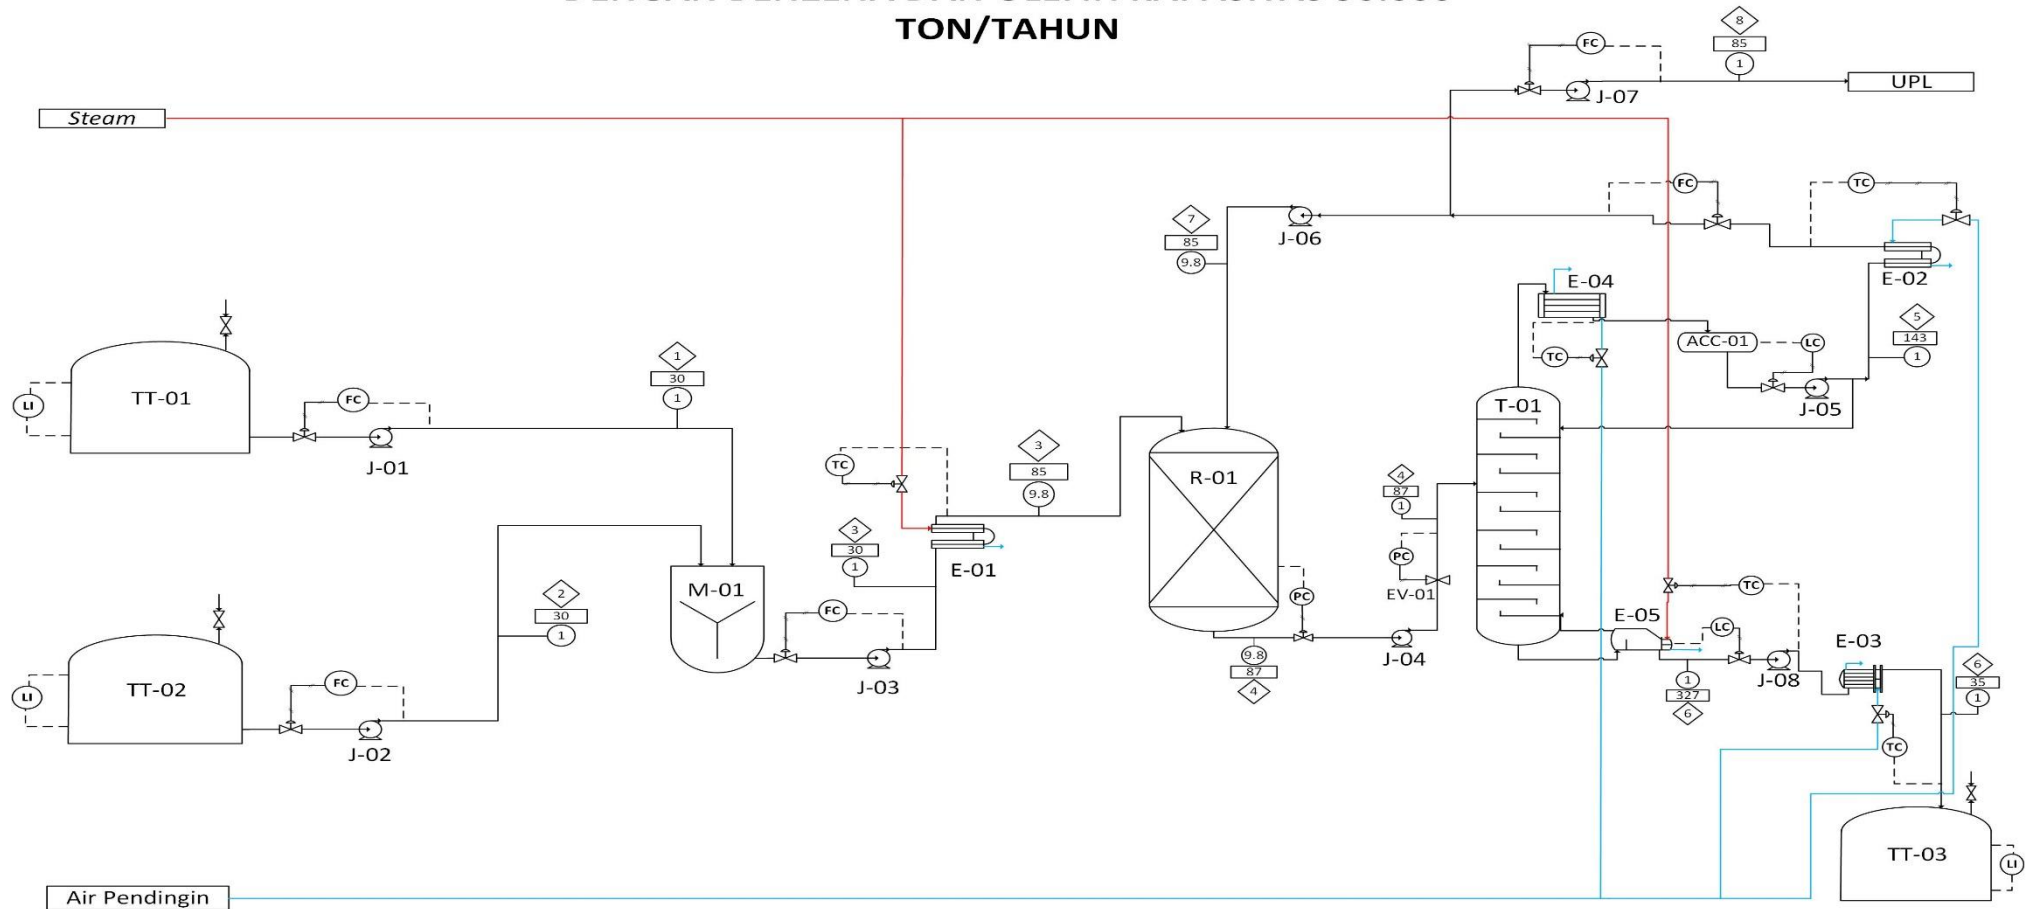 TON/TAHUN
8
85
1
FC
J-07
UPL
Steam
FC
TC
7
85
9.8
J-06
E-02
E-04
5
143
1
ACC-01
LC
TC
J-05
1
30
1
TT-01
LI
FC
J-01
T-01
TC
3
85
9.8
R-01
4
87
1
PC
EV-01
3
30
1
E-01
2
30
1
M-01
FC
J-03
PC
J-04
9.8
87
4
TC
E-05
LC
E-03
J-08
1
327
6
6
35
1
TC
TT-02
LI
FC
J-02
TT-03
LI
Air Pendingin